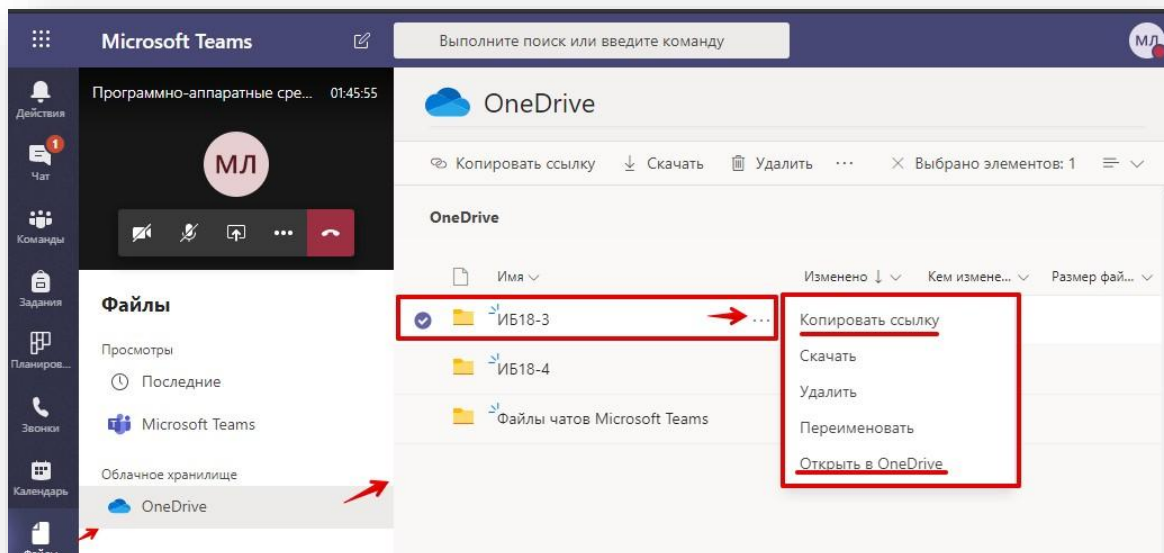 Microsoft Teams
Выполните поиск или введите команду
МЛ
Действия
1
Чат
Команды
Задания
Планиров...
Звонки
Календарь
Файлы
Программно-аппаратные сре... 01:45:55
МЛ
Файлы
Просмотры
Последние
Microsoft Teams
Облачное хранилище
OneDrive
OneDrive
Копировать ссылку Скачать Удалить ... Выбрано элементов: 1
OneDrive
Имя Изменено Кем измене... Размер фай...
ИБ18-3 ...
ИБ18-4
Файлы чатов Microsoft Teams
Копировать ссылку
Скачать
Удалить
Переименовать
Открыть в OneDrive